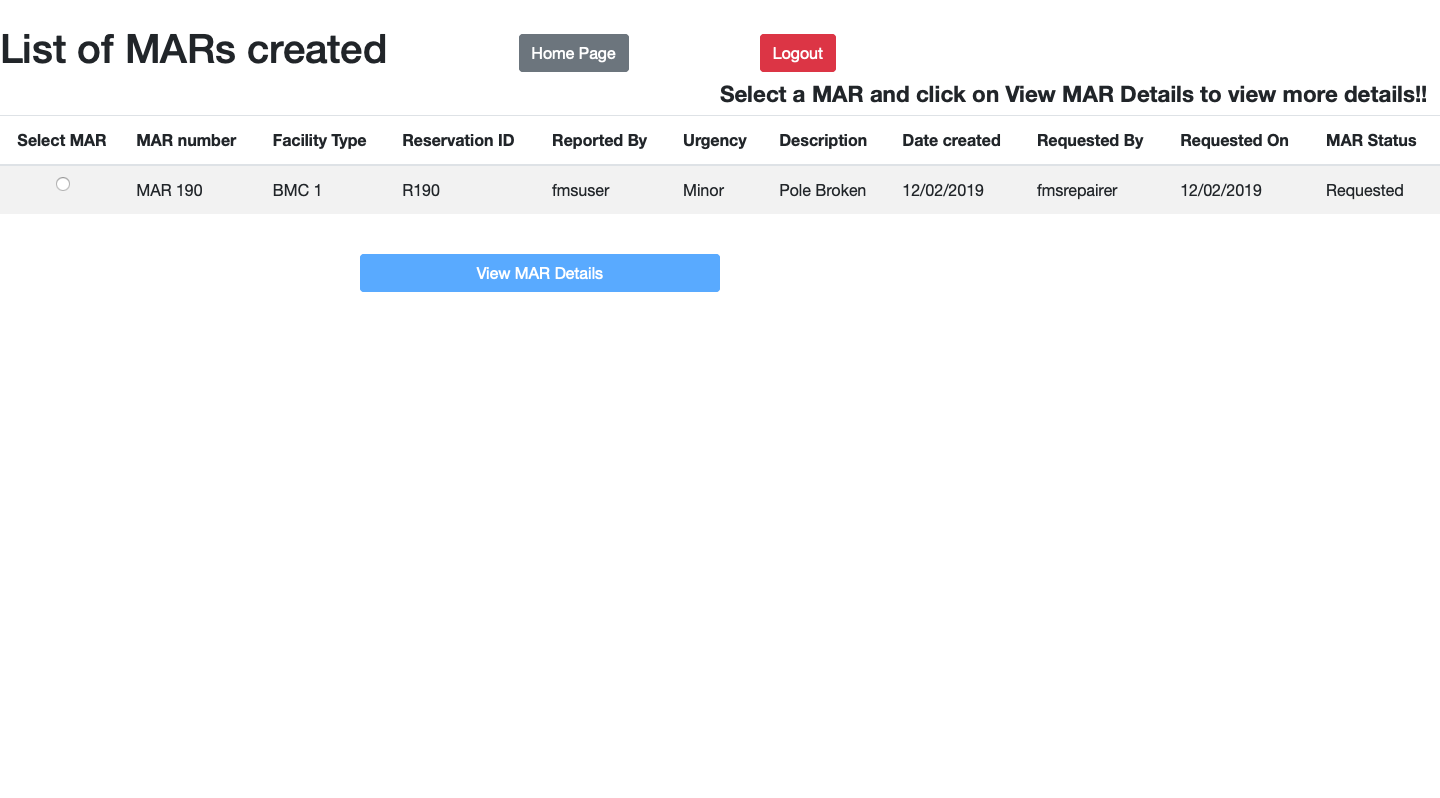 List of MARs created Home Page Logout
Select a MAR and click on View MAR Details to view more details!!
Select MAR MAR number Facility Type Reservation ID Reported By Urgency Description Date created Requested By Requested On MAR Status
MAR 190 BMC 1 R190 fmsuser Minor Pole Broken 12/02/2019 fmsrepairer 12/02/2019 Requested
View MAR Details